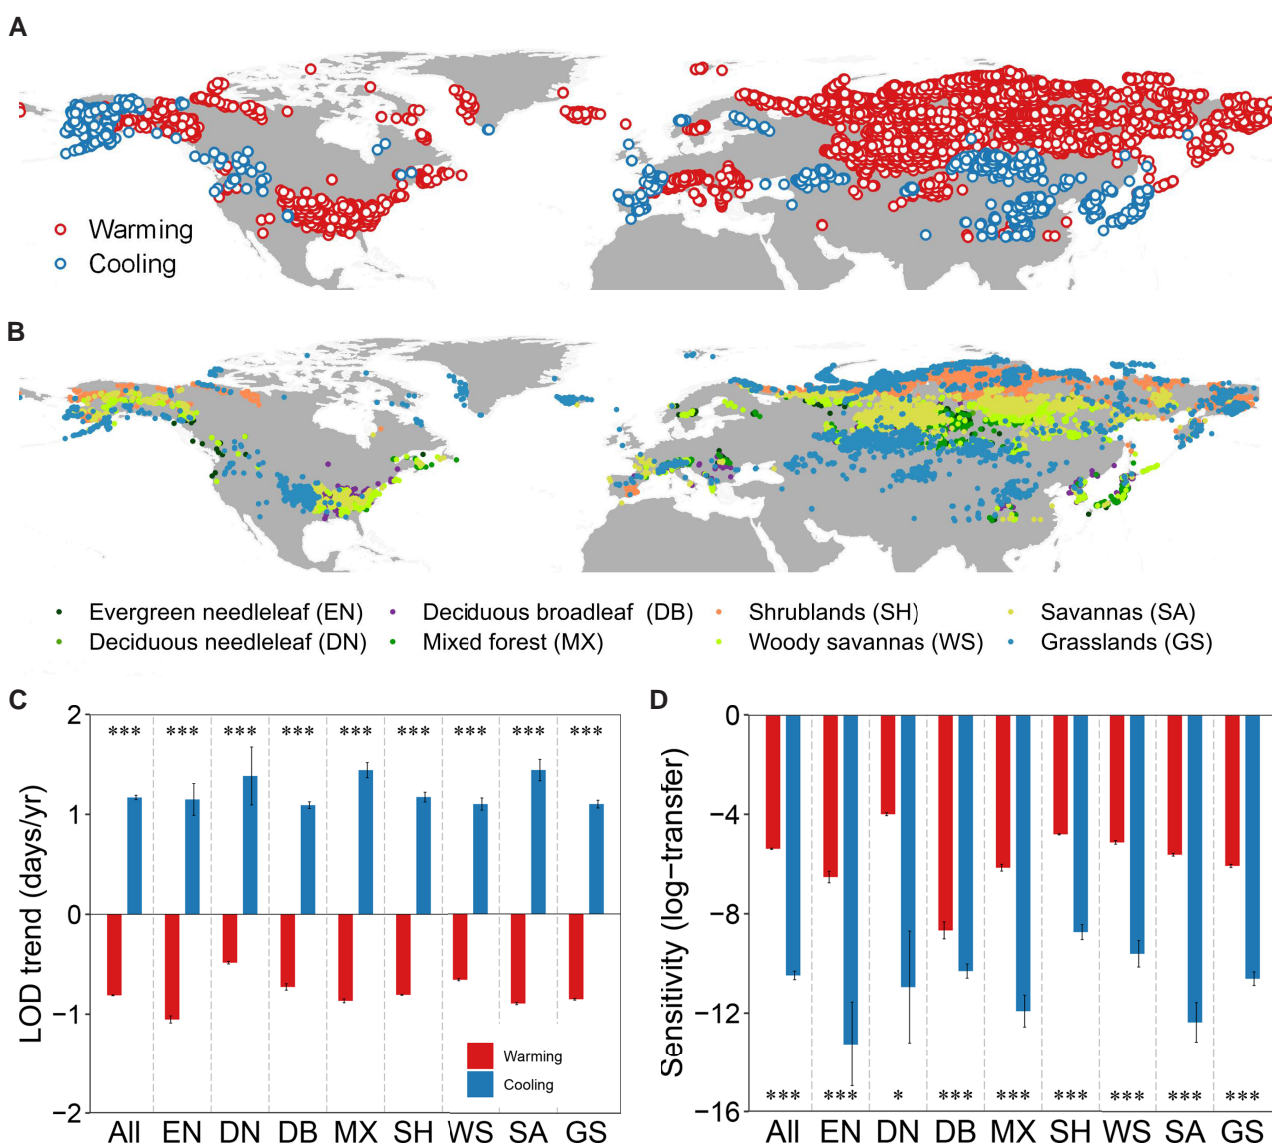 A
Warming
Cooling
B
Evergreen needleleaf (EN)
Deciduous broadleaf (DB)
Shrublands (SH)
Savannas (SA)
Deciduous needleleaf (DN)
Mixed forest (MX)
Woody savannas (WS)
Grasslands (GS)
C
LOD trend (days/yr)
2
1
0
−1
−2
*** *** *** *** *** *** *** *** ***
Warming
Cooling
All EN DN DB MX SH WS SA GS
D
Sensitivity (log−transfer)
0
−4
−8
−12
−16
*** *** * *** *** *** *** *** ***
All EN DN DB MX SH WS SA GS